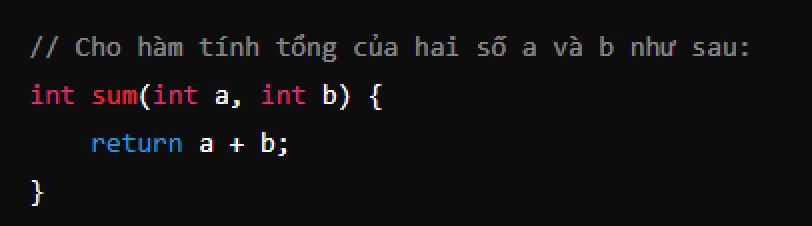 // Cho hàm tính tổng của hai số a và b như sau:
int sum(int a, int b) {
    return a + b;
}